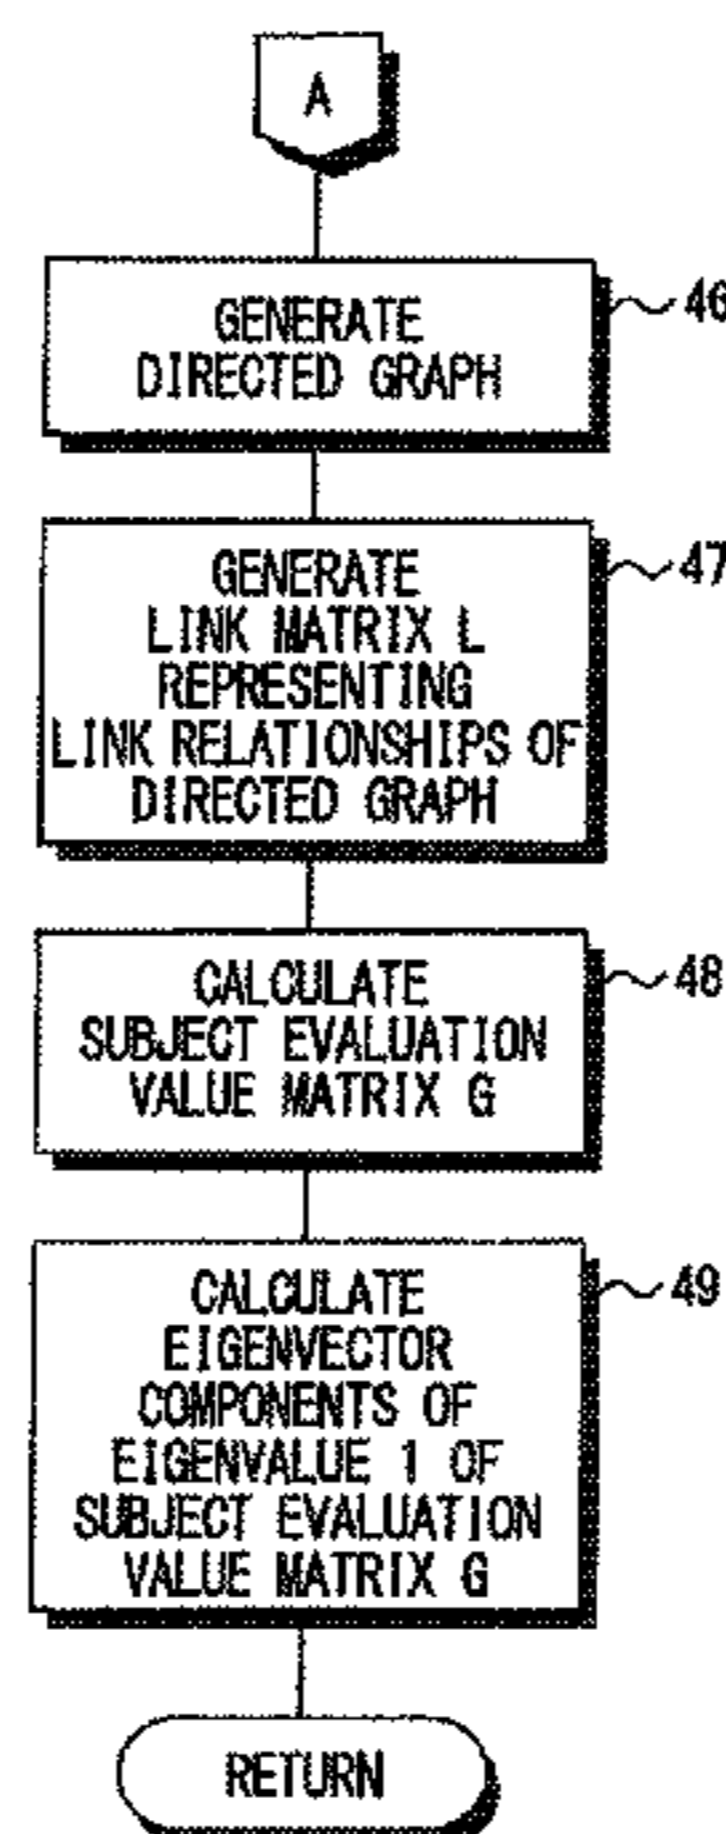 A
GENERATE
DIRECTED GRAPH
46
GENERATE
LINK MATRIX L
REPRESENTING
LINK RELATIONSHIPS OF
DIRECTED GRAPH
47
CALCULATE
SUBJECT EVALUATION
VALUE MATRIX G
48
CALCULATE
EIGENVECTOR
COMPONENTS OF
EIGENVALUE 1 OF
SUBJECT EVALUATION
VALUE MATRIX G
49
RETURN